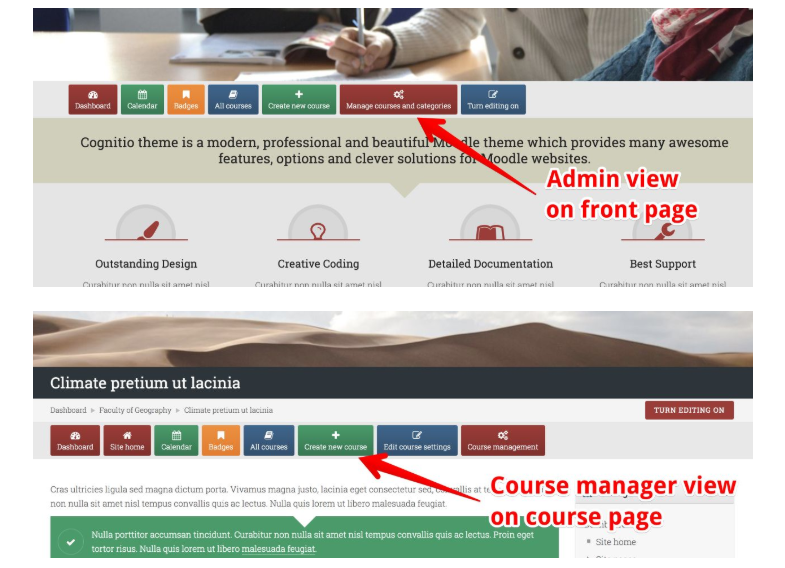 Dashboard
Calendar
Badges
All courses
Create new course
Manage courses and categories
Turn editing on
Cognitio theme is a modern, professional and beautiful Moodle theme which provides many awesome
features, options and clever solutions for Moodle websites.
Admin view
on front page
Outstanding Design
Creative Coding
Detailed Documentation
Best Support
Curabitur non nulla sit amet nisl
Curabitur non nulla sit amet nisl
Curabitur non nulla sit amet nisl
Curabitur non nulla sit amet nisl
Climate pretium ut lacinia
Dashboard » Faculty of Geography » Climate pretium ut lacinia
TURN EDITING ON
Dashboard
Site home
Calendar
Badges
All courses
Create new course
Edit course settings
Course management
Cras ultricies ligula sed magna dictum porta. Vivamus magna justo, lacinia eget consectetur sed, convallis at
non nulla sit amet nisl tempus convallis quis ac lectus. Nulla quis lorem ut libero malesuada feugiat.
Course manager view
on course page
Nulla porttitor accumsan tincidunt. Curabitur non nulla sit amet nisl tempus convallis quis ac lectus. Proin eget
tortor risus. Nulla quis lorem ut libero malesuada feugiat.
Site home